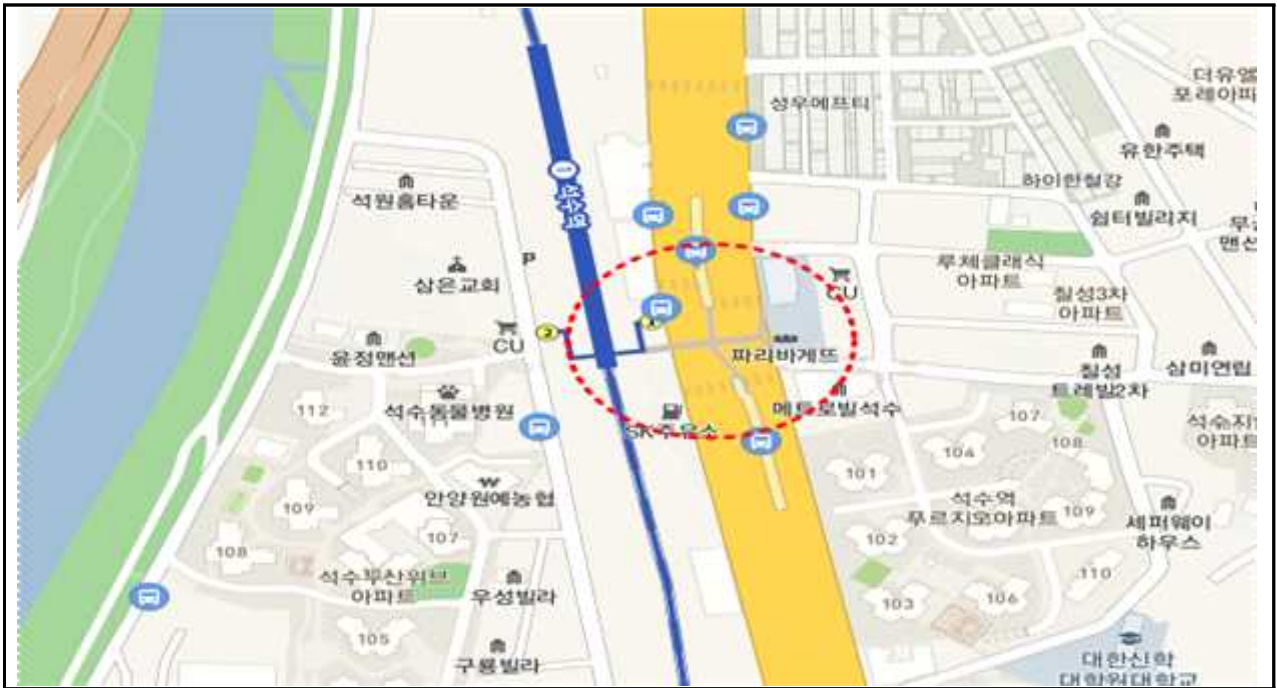 더유엘
포레아파
성우에프티
유한주택
하이한철강
석원홈타운
쉼터빌리지
무궁
맨션
1 석수역
P
루체클래식
아파트
삼은교회
CU
칠성3차
아파트
2
1
CU
윤정맨션
파리바게뜨
칠성
트레빌2차
삼미연립
112
석수동물병원
메트로빌석수
SK주유소
107
석수지
아파트
108
104
110
101
안양원예농협
석수역
푸르지오아파트
109
109
세퍼웨이
하우스
107
102
108
석수두산위브
아파트
110
우성빌라
103
106
105
구룡빌라
대한신학
대학원대학교